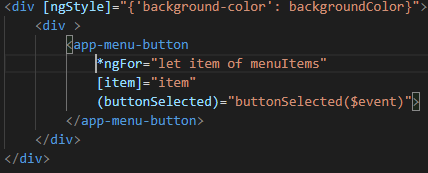 <div [ngStyle]="{'background-color': backgroundColor}">
<div >
<app-menu-button
*ngFor="let item of menuItems"
[item]="item"
(buttonSelected)="buttonSelected($event)">
</app-menu-button>
</div>
</div>